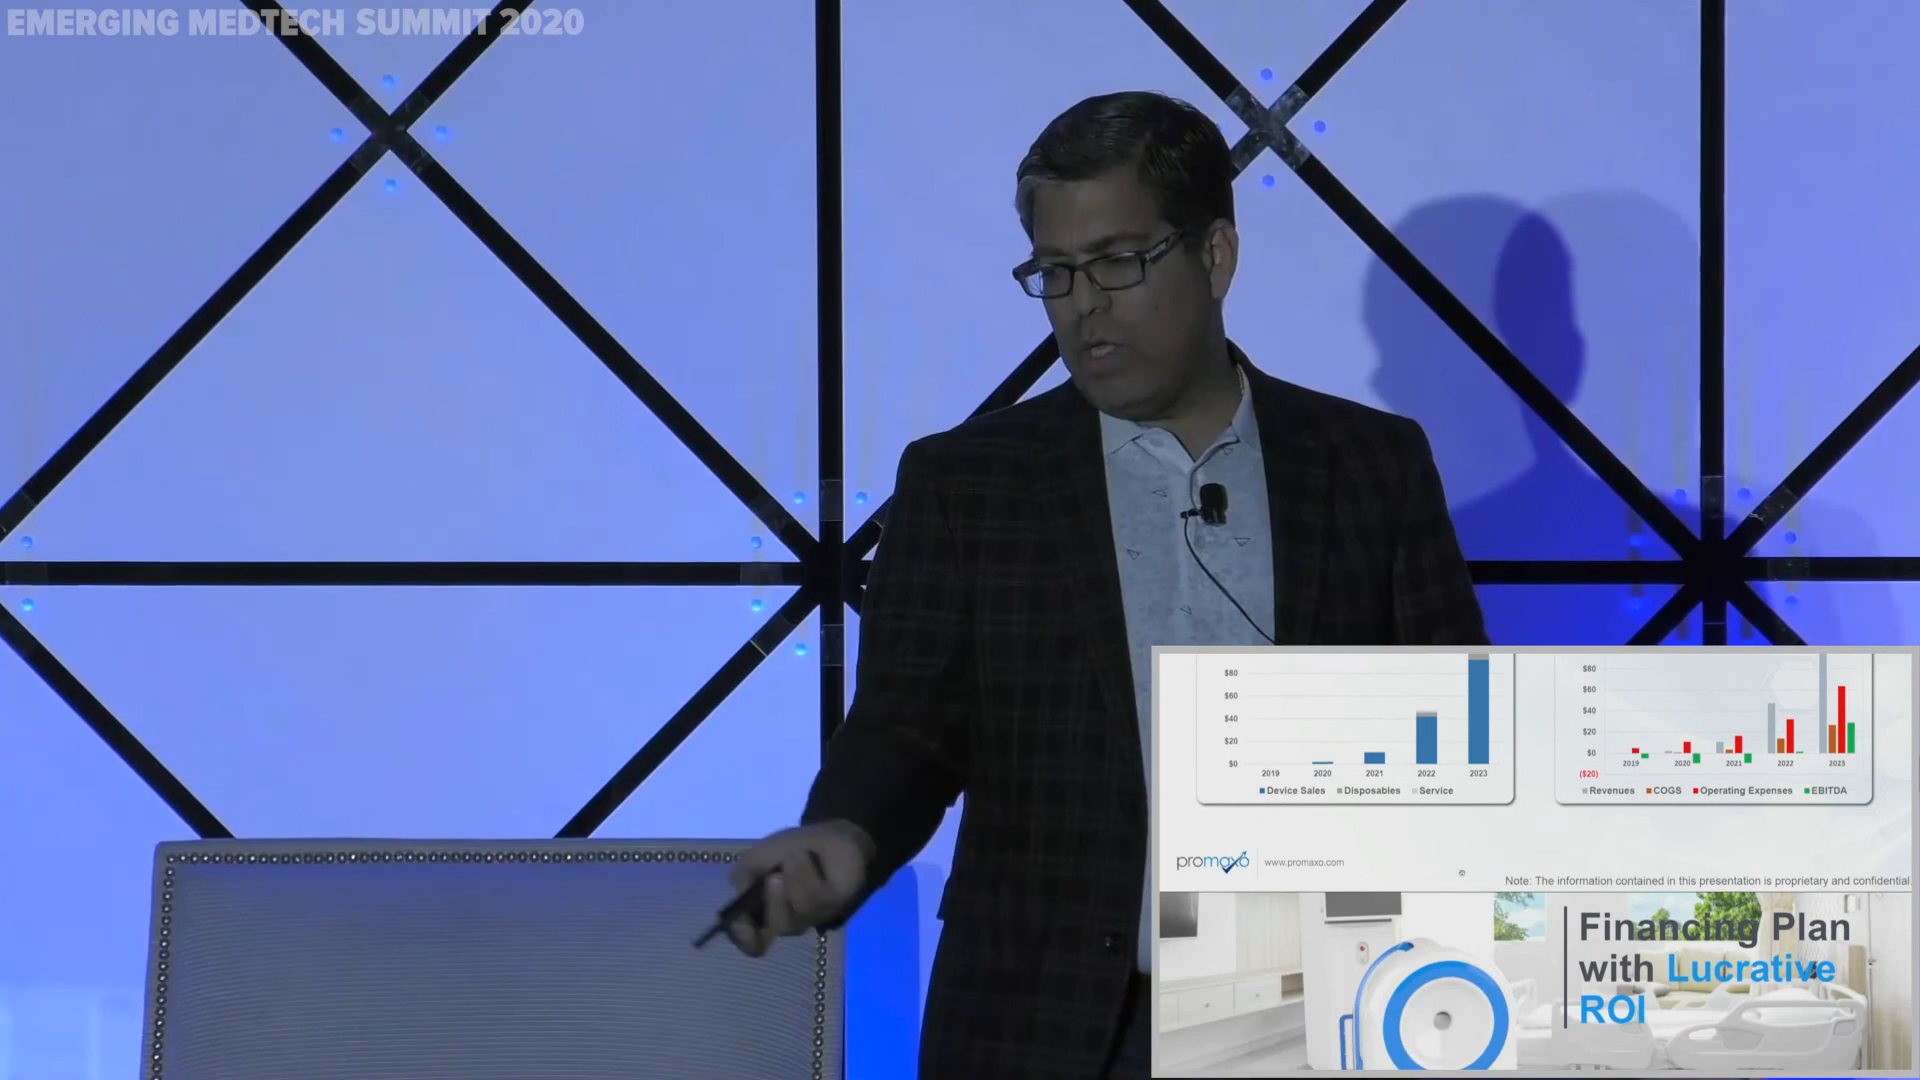 EMERGING MEDTECH SUMMIT 2020
$80
$60
$40
$20
$0
2019 2020 2021 2022 2023
Device Sales Disposables Service
$80
$60
$40
$20
$0
($20)
2019 2020 2021 2022 2023
Revenues COGS Operating Expenses EBITDA
promaxo www.promaxo.com
Note: The information contained in this presentation is proprietary and confidential.
Financing Plan
with Lucrative
ROI